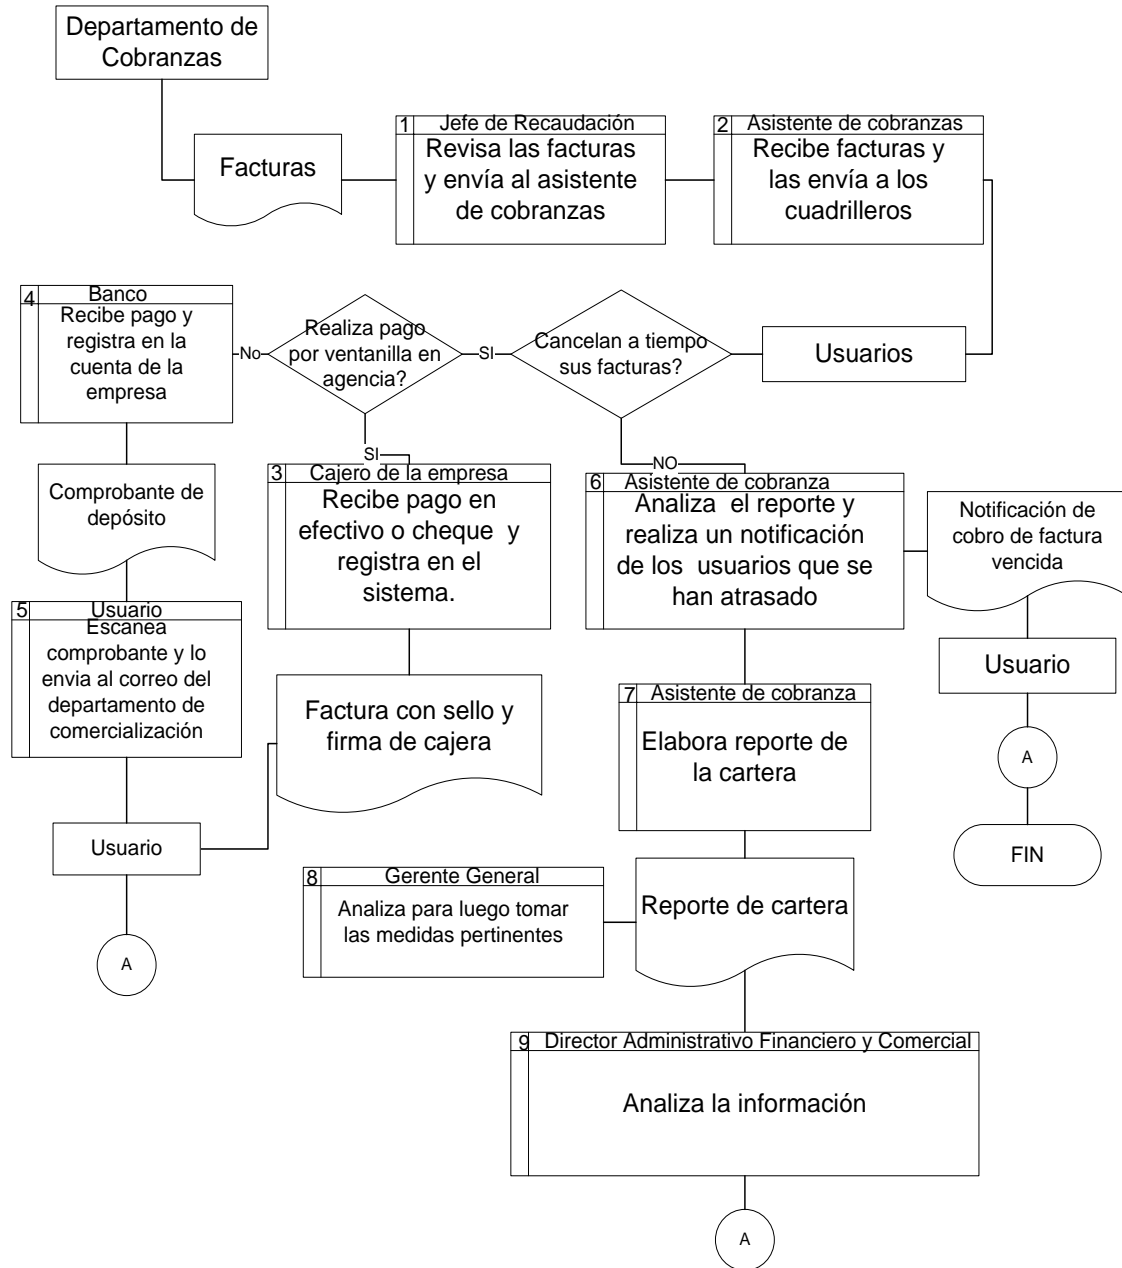 Departamento de
Cobranzas
Facturas
1
Jefe de Recaudación
Revisa las facturas
y envía al asistente
de cobranzas
2
Asistente de cobranzas
Recibe facturas y
las envía a los
cuadrilleros
4
Banco
Recibe pago y
registra en la
cuenta de la
empresa
No
Realiza pago
por ventanilla en
agencia?
SI
Cancelan a tiempo
sus facturas?
Usuarios
SI
NO
Comprobante de
depósito
3
Cajero de la empresa
Recibe pago en
efectivo o cheque y
registra en el
sistema.
6
Asistente de cobranza
Analiza el reporte y
realiza un notificación
de los usuarios que se
han atrasado
Notificación de
cobro de factura
vencida
5
Usuario
Escanea
comprobante y lo
envia al correo del
departamento de
comercialización
Factura con sello y
firma de cajera
7
Asistente de cobranza
Elabora reporte de
la cartera
Usuario
A
FIN
Usuario
A
8
Gerente General
Analiza para luego tomar
las medidas pertinentes
Reporte de cartera
9
Director Administrativo Financiero y Comercial
Analiza la información
A